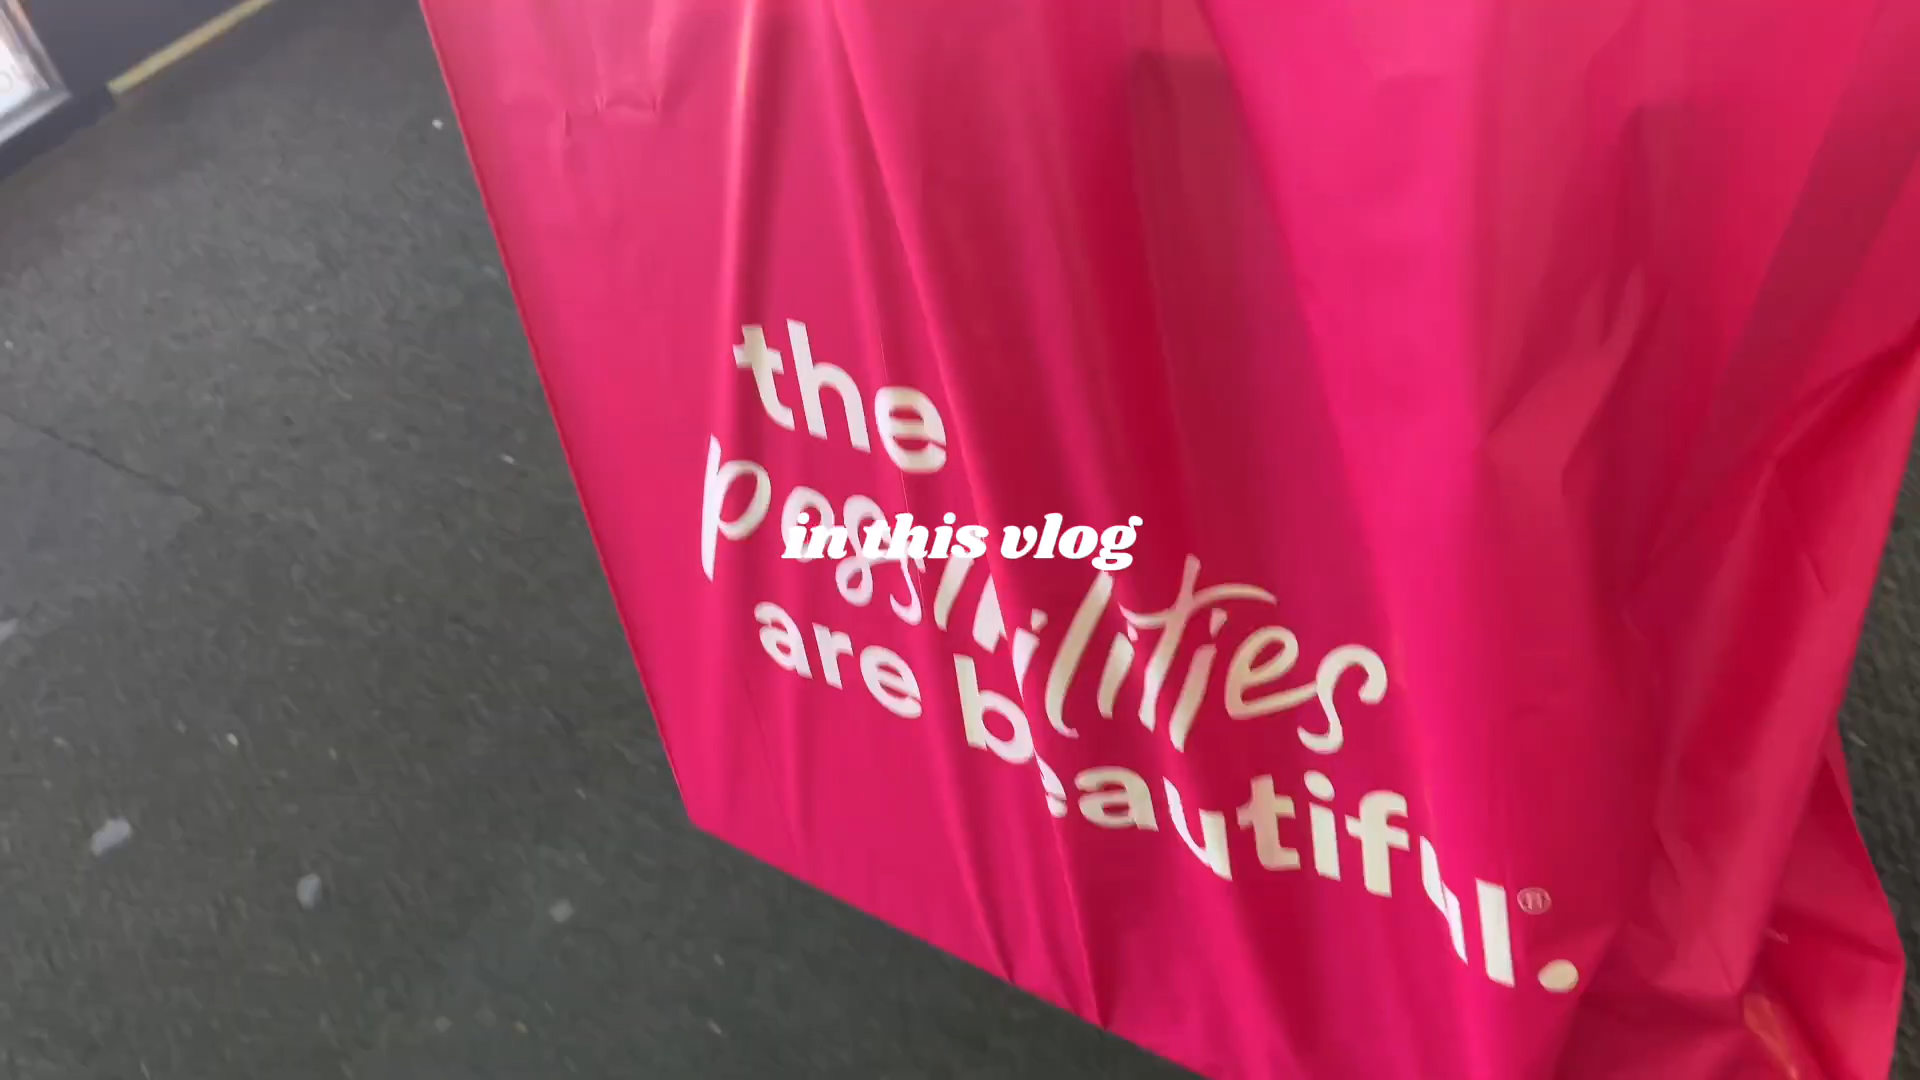 the
possibilities
in this vlog
are beautiful.®